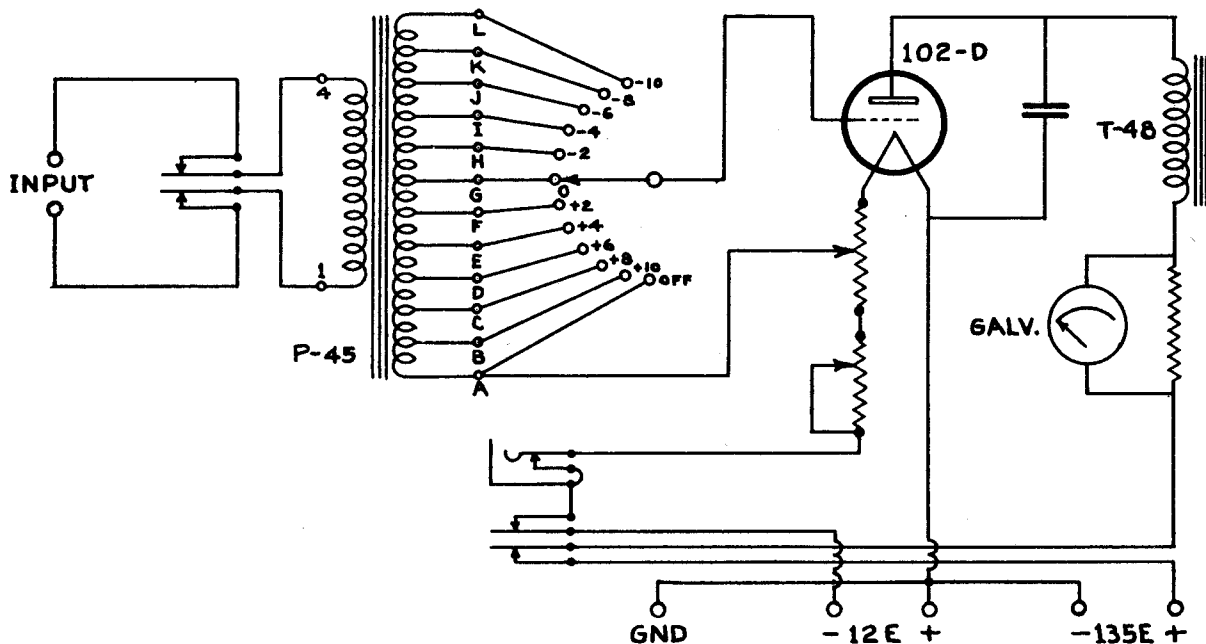 102-D
L
K
J
I
H
G
F
E
D
C
B
A
-10
-8
-6
-4
-2
0
+2
+4
+6
+8
+10
OFF
4
1
INPUT
P-45
T-48
GALV.
GND
-12E +
-135E +